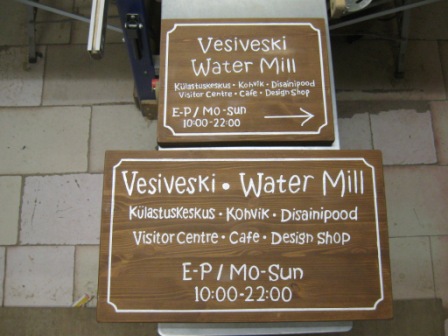 Vesiveski
Water Mill
Külastuskeskus • Kohvik • Disainipood
Visitor Centre • Cafe • Design Shop
E-P / Mo-Sun
10:00-22:00
Vesiveski • Water Mill
Külastuskeskus • Kohvik • Disainipood
Visitor Centre • Cafe • Design Shop
E-P / Mo-Sun
10:00-22:00